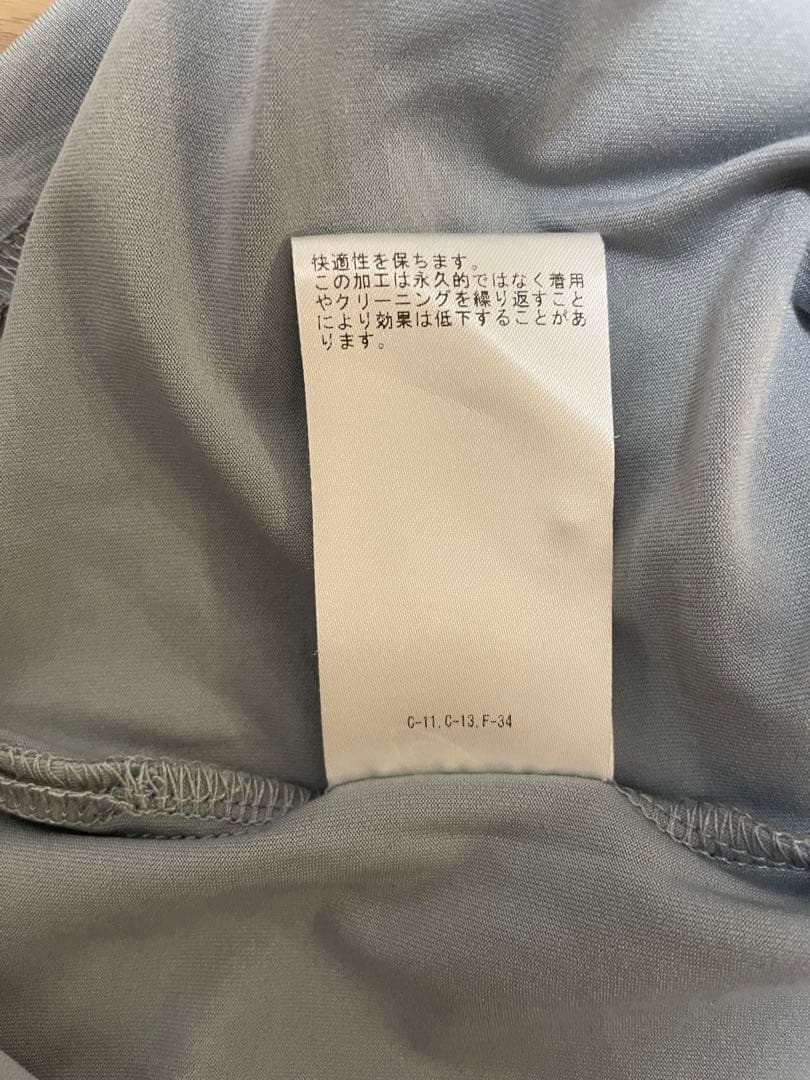 快適性を保ちます。
この加工は永久的ではなく着用
やクリーニングを繰り返すこと
により効果は低下することがあ
ります。
C-11,C-13,F-34